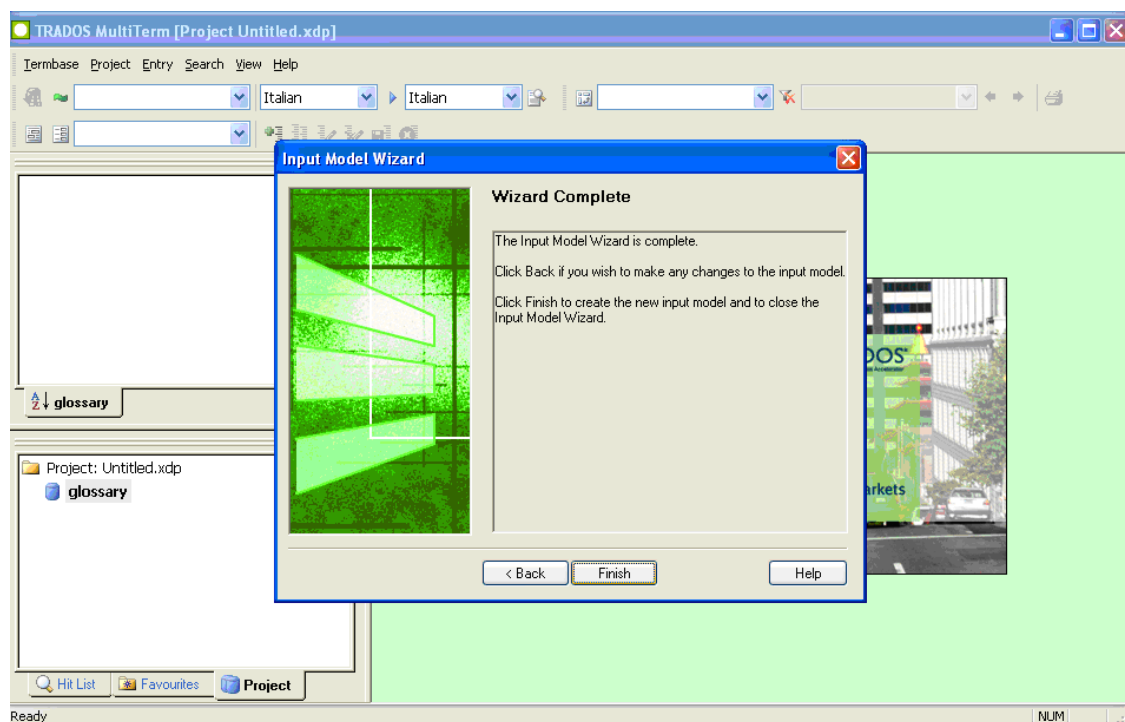 TRADOS MultiTerm [Project Untitled.xdp]
Termbase Project Entry Search View Help
Italian Italian
Input Model Wizard
Wizard Complete
The Input Model Wizard is complete.
Click Back if you wish to make any changes to the input model.
Click Finish to create the new input model and to close the
Input Model Wizard.
DOS
glossary
Project: Untitled.xdp
glossary
arkets
< Back Finish Help
Hit List Favourites Project
Ready NUM